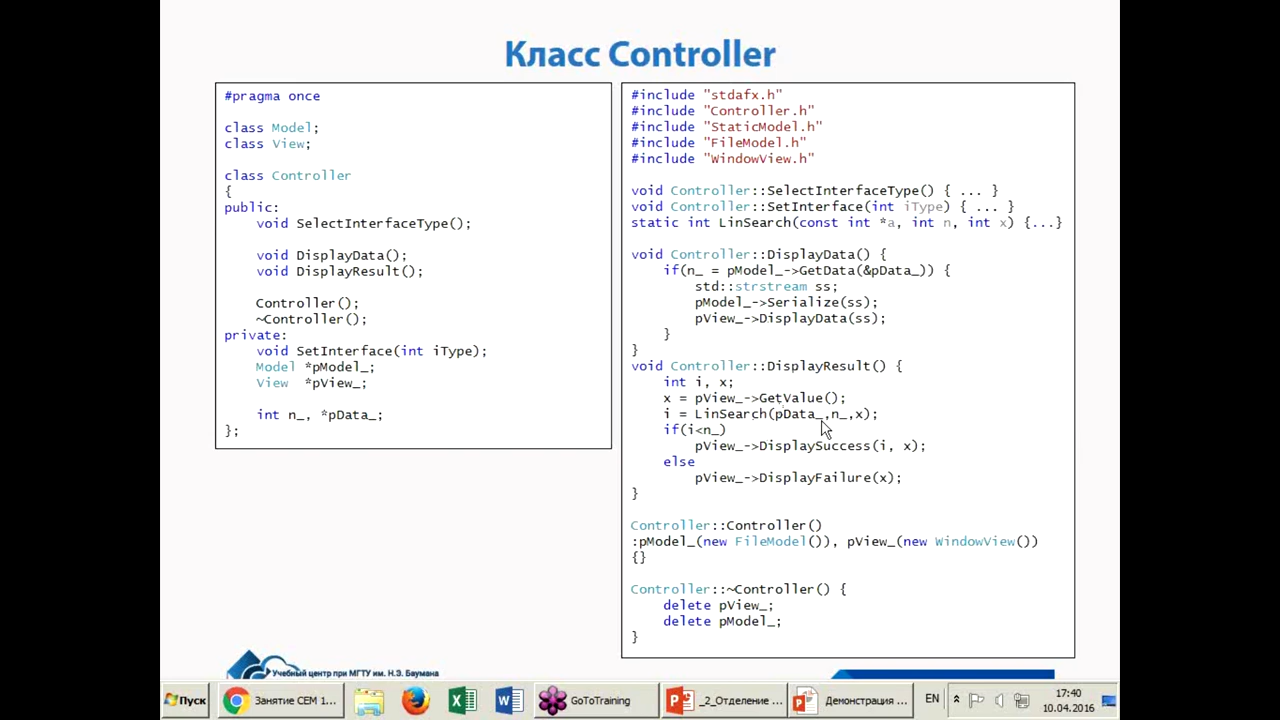 Класс Controller
#pragma once
class Model;
class View;
class Controller
{
public:
void SelectInterfaceType();
void DisplayData();
void DisplayResult();
Controller();
~Controller();
private:
void SetInterface(int iType);
Model *pModel_;
View *pView_;
int n_, *pData_;
};
#include "stdafx.h"
#include "Controller.h"
#include "StaticModel.h"
#include "FileModel.h"
#include "WindowView.h"
void Controller::SelectInterfaceType() { ... }
void Controller::SetInterface(int iType) { ... }
static int LinSearch(const int *a, int n, int x) {...}
void Controller::DisplayData() {
if(n_ = pModel_->GetData(&pData_)) {
std::strstream ss;
pModel_->Serialize(ss);
pView_->DisplayData(ss);
}
}
void Controller::DisplayResult() {
int i, x;
x = pView_->GetValue();
i = LinSearch(pData_,n_,x);
if(i<n_)
pView_->DisplaySuccess(i, x);
else
pView_->DisplayFailure(x);
}
Controller::Controller()
:pModel_(new FileModel()), pView_(new WindowView())
{}
Controller::~Controller() {
delete pView_;
delete pModel_;
}
Учебный центр при МГТУ им. Н.Э. Баумана
Пуск
Занятие СЕМ 1...
GoToTraining
_2_Отделение ...
Демонстрация ...
EN
17:40
10.04.2016